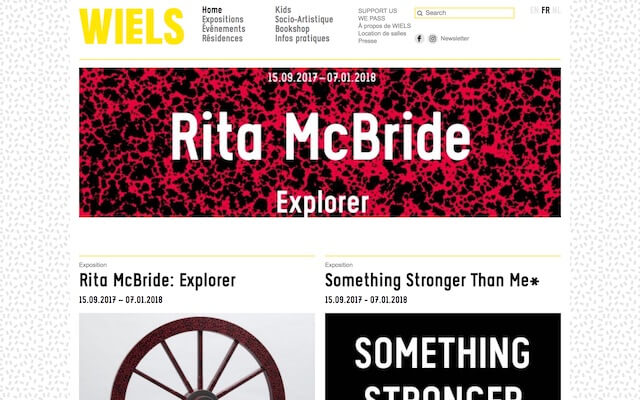 WIELS
Home
Expositions
Événements
Résidences
Kids
Socio-Artistique
Bookshop
Infos pratiques
SUPPORT US
WE PASS
À propos de WIELS
Location de salles
Presse
Search
Newsletter
EN FR NL
15.09.2017–07.01.2018
Rita McBride
Explorer
Exposition
Rita McBride: Explorer
15.09.2017 – 07.01.2018
Exposition
Something Stronger Than Me*
15.09.2017 - 07.01.2018
SOMETHING
STRONGER